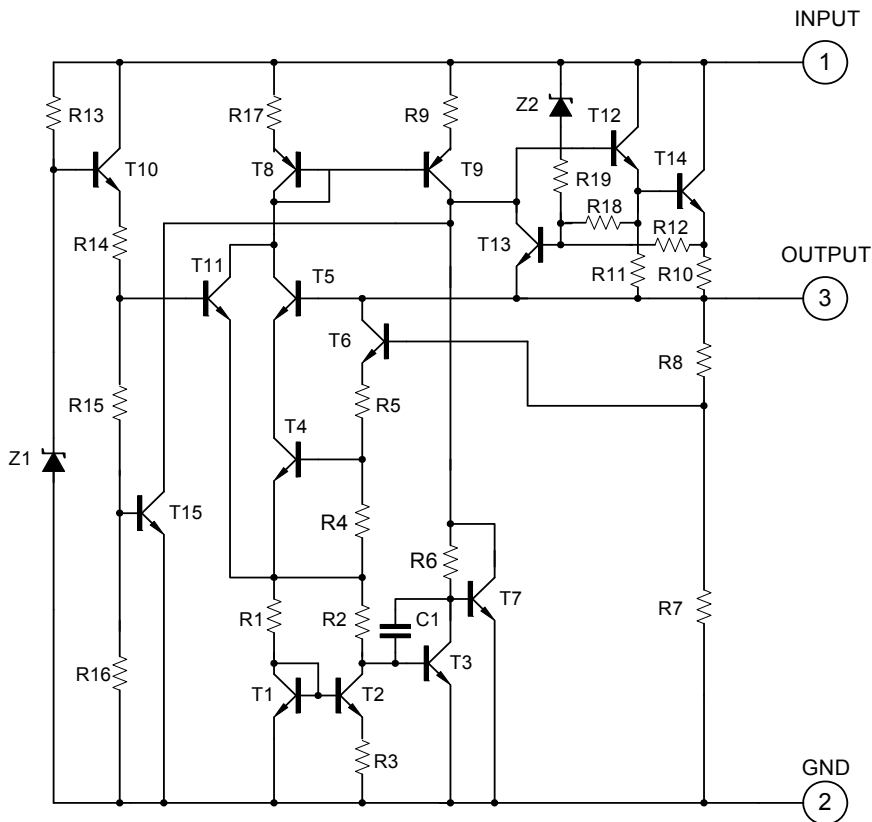 INPUT
1
R13
R17
R9
Z2
T12
T10
T8
T9
T14
R19
R18
R12
R14
T13
T11
T5
R11
R10
OUTPUT
3
T6
R8
R15
R5
T4
Z1
T15
R4
R6
T7
R1
R2
C1
R7
T3
R16
T1
T2
R3
GND
2